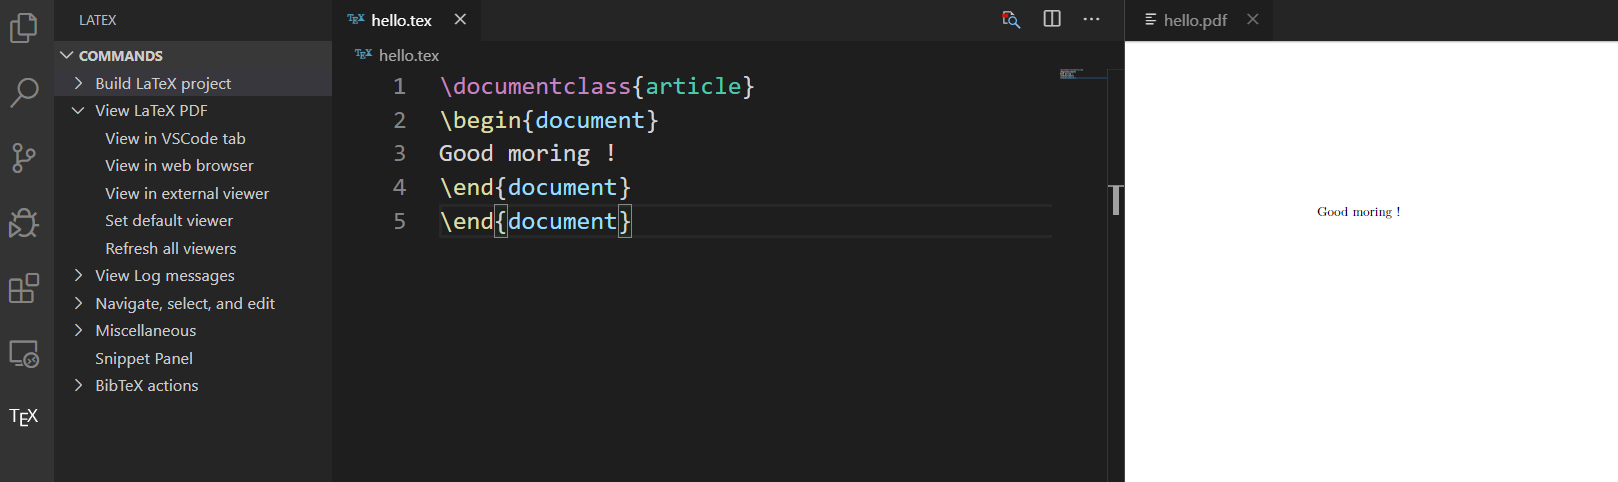 LATEX
COMMANDS
Build LaTeX project
View LaTeX PDF
View in VSCode tab
View in web browser
View in external viewer
Set default viewer
Refresh all viewers
View Log messages
Navigate, select, and edit
Miscellaneous
Snippet Panel
BibTeX actions
TEX
TEX hello.tex
TEX hello.tex
1 \documentclass{article}
2 \begin{document}
3 Good moring !
4 \end{document}
5 \end{document}
hello.pdf
Good moring !